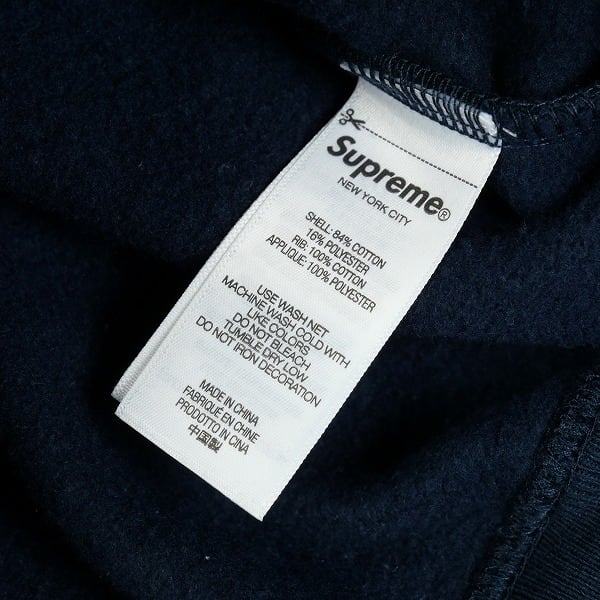 Supreme®
NEW YORK CITY
SHELL: 84% COTTON
16% POLYESTER
RIB: 100% COTTON
APPLIQUE: 100% POLYESTER
USE WASH NET
MACHINE WASH COLD WITH
LIKE COLORS
DO NOT BLEACH
TUMBLE DRY LOW
DO NOT IRON DECORATION
MADE IN CHINA
FABRIQUÉ EN CHINE
PRODOTTO IN CINA
中国製